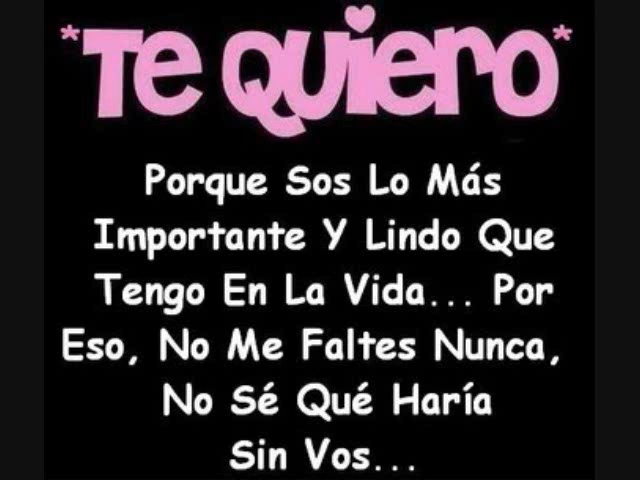 *Te Quiero*
Porque Sos Lo Más
Importante Y Lindo Que
Tengo En La Vida... Por
Eso, No Me Faltes Nunca,
No Sé Qué Haría
Sin Vos...